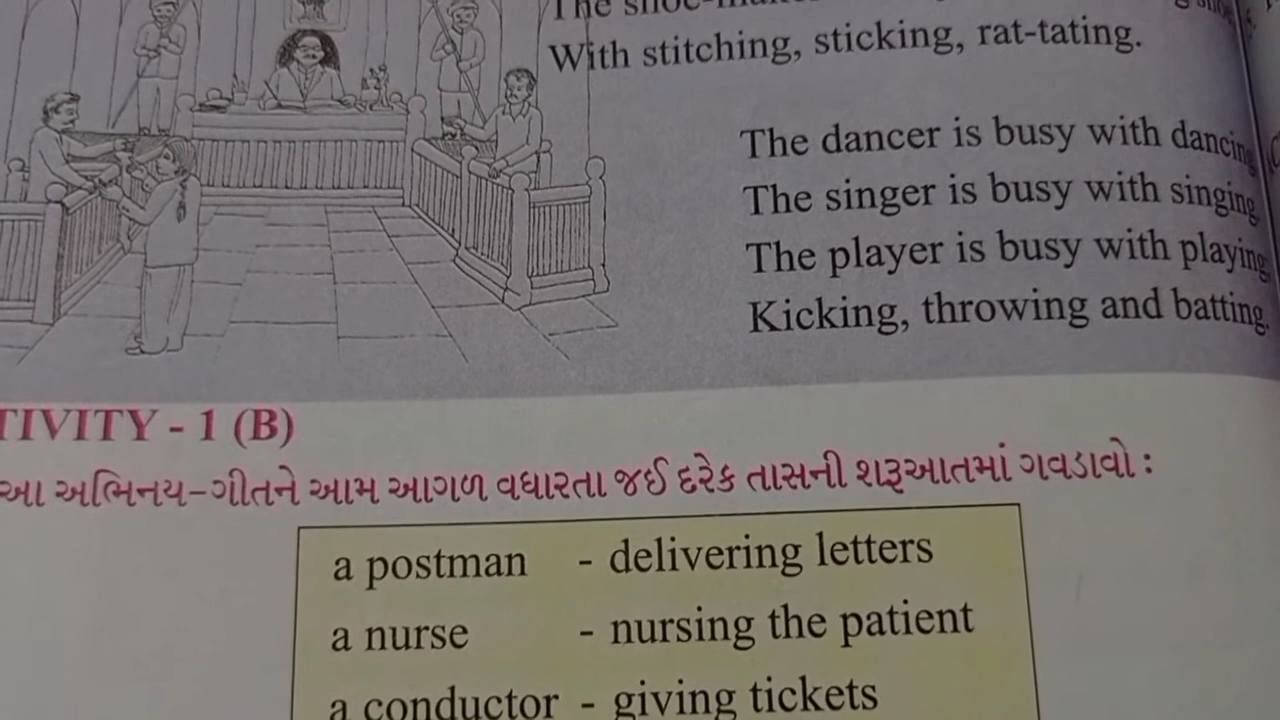 The
With stitching, sticking, rat-tating.
The dancer is busy with dancing
The singer is busy with singing
The player is busy with playing
Kicking, throwing and batting.
TIVITY - 1 (B)
આ અભિનય-ગીતને આમ આગળ વધારતા જઈ દરેક તાસની શરૂઆતમાં ગવડાવો :
a postman - delivering letters
a nurse - nursing the patient
a conductor - giving tickets